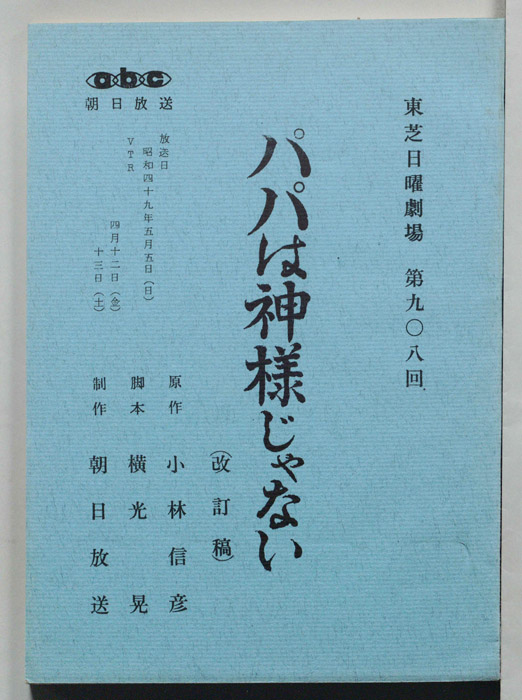 東芝日曜劇場　第九〇八回
パパは神様じゃない
（改訂稿）
原作　小林信彦
脚本　横光　晃
制作　朝日放送
abc
朝日放送
放送日
昭和四十九年五月五日（日）
VTR
四月十二日（金）
十三日（土）